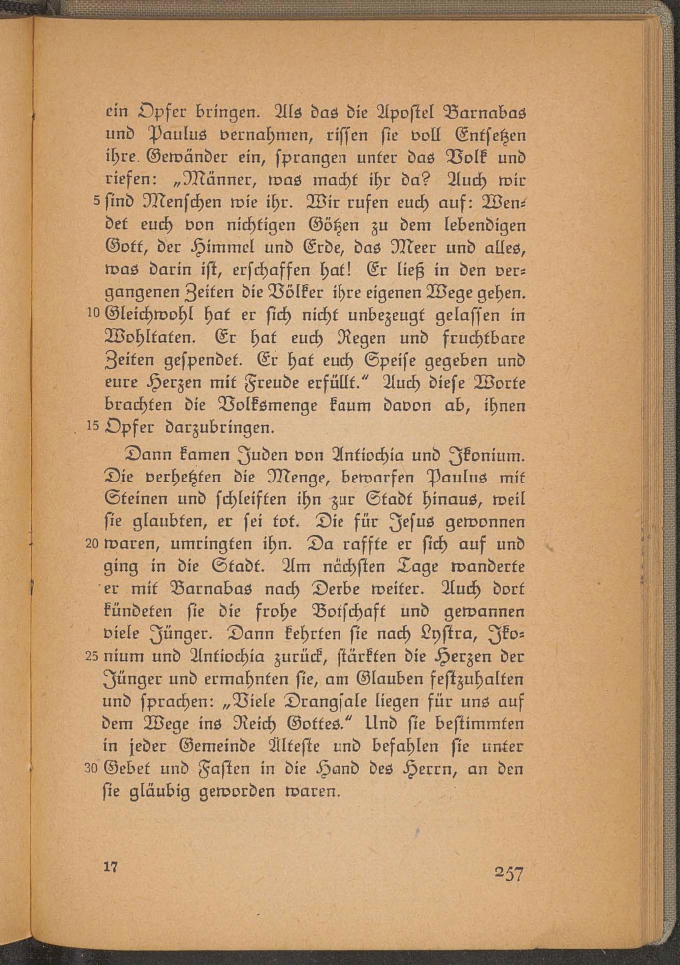 ein Opfer bringen. Als das die Apostel Barnabas
und Paulus vernahmen, rissen sie voll Entsetzen
ihre Gewänder ein, sprangen unter das Volk und
riefen: „Männer, was macht ihr da? Auch wir
5 sind Menschen wie ihr. Wir rufen euch auf: Wen-
det euch von nichtigen Götzen zu dem lebendigen
Gott, der Himmel und Erde, das Meer und alles,
was darin ist, erschaffen hat! Er ließ in den ver-
gangenen Zeiten die Völker ihre eigenen Wege gehen.
10 Gleichwohl hat er sich nicht unbezeugt gelassen in
Wohltaten. Er hat euch Regen und fruchtbare
Zeiten gespendet. Er hat euch Speise gegeben und
eure Herzen mit Freude erfüllt.“ Auch diese Worte
brachten die Volksmenge kaum davon ab, ihnen
15 Opfer darzubringen.
Dann kamen Juden von Antiochia und Ikonium.
Die verhetzten die Menge, bewarfen Paulus mit
Steinen und schleiften ihn zur Stadt hinaus, weil
sie glaubten, er sei tot. Die für Jesus gewonnen
20 waren, umringten ihn. Da raffte er sich auf und
ging in die Stadt. Am nächsten Tage wanderte
er mit Barnabas nach Derbe weiter. Auch dort
kündeten sie die frohe Botschaft und gewannen
viele Jünger. Dann kehrten sie nach Lystra, Iko-
25 nium und Antiochia zurück, stärkten die Herzen der
Jünger und ermahnten sie, am Glauben festzuhalten
und sprachen: „Viele Drangsale liegen für uns auf
dem Wege ins Reich Gottes.“ Und sie bestimmten
in jeder Gemeinde Älteste und befahlen sie unter
30 Gebet und Fasten in die Hand des Herrn, an den
sie gläubig geworden waren.
17
257